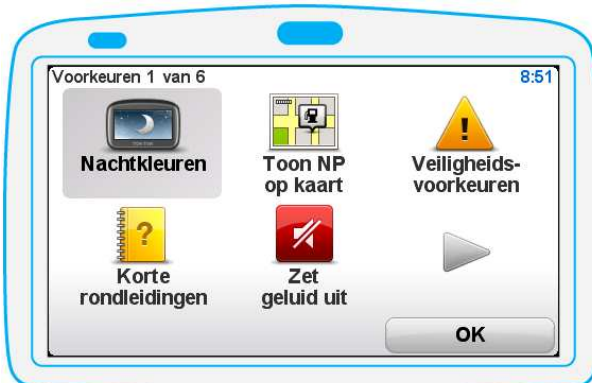 Voorkeuren 1 van 6
8:51
Nachtkleuren
Toon NP
op kaart
Veiligheids-
voorkeuren
?
Korte
rondleidingen
Zet
geluid uit
OK